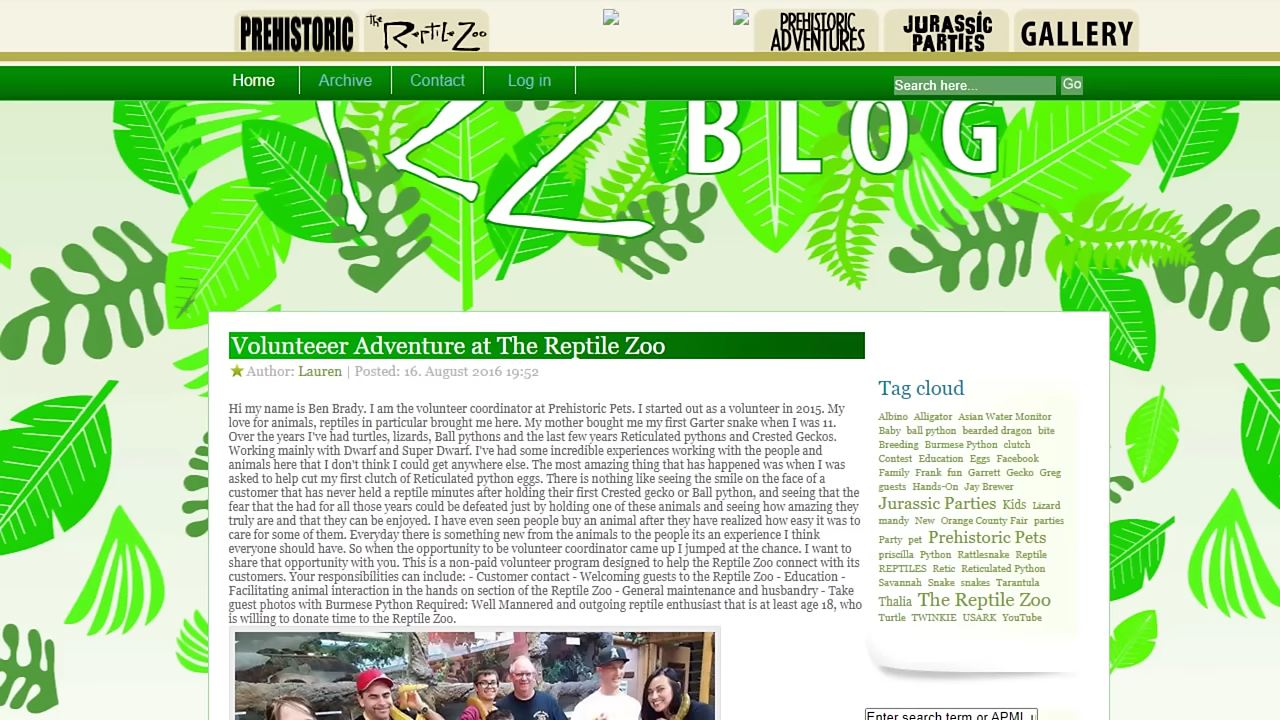 PREHISTORIC
The Reptile Zoo
PREHISTORIC
ADVENTURES
JURASSIC
PARTIES
GALLERY
Home
Archive
Contact
Log in
Search here...
Go
RZ
BLOG
Volunteeer Adventure at The Reptile Zoo
Author: Lauren | Posted: 16. August 2016 19:52
Hi my name is Ben Brady. I am the volunteer coordinator at Prehistoric Pets. I started out as a volunteer in 2015. My
love for animals, reptiles in particular brought me here. My mother bought me my first Garter snake when I was 11.
Over the years I've had turtles, lizards, Ball pythons and the last few years Reticulated pythons and Crested Geckos.
Working mainly with Dwarf and Super Dwarf. I've had some incredible experiences working with the people and
animals here that I don't think I could get anywhere else. The most amazing thing that has happened was when I was
asked to help cut my first clutch of Reticulated python eggs. There is nothing like seeing the smile on the face of a
customer that has never held a reptile minutes after holding their first Crested gecko or Ball python, and seeing that the
fear that the had for all those years could be defeated just by holding one of these animals and seeing how amazing they
truly are and that they can be enjoyed. I have even seen people buy an animal after they have realized how easy it was to
care for some of them. Everyday there is something new from the animals to the people its an experience I think
everyone should have. So when the opportunity to be volunteer coordinator came up I jumped at the chance. I want to
share that opportunity with you. This is a non-paid volunteer program designed to help the Reptile Zoo connect with its
customers. Your responsibilities can include: - Customer contact - Welcoming guests to the Reptile Zoo - Education -
Facilitating animal interaction in the hands on section of the Reptile Zoo - General maintenance and husbandry - Take
guest photos with Burmese Python Required: Well Mannered and outgoing reptile enthusiast that is at least age 18, who
is willing to donate time to the Reptile Zoo.
Tag cloud
Albino Alligator Asian Water Monitor
Baby ball python bearded dragon bite
Breeding Burmese Python clutch
Contest Education Eggs Facebook
Family Frank fun Garrett Gecko Greg
guests Hands-On Jay Brewer
Jurassic Parties Kids Lizard
mandy New Orange County Fair parties
Party pet Prehistoric Pets
priscilla Python Rattlesnake Reptile
REPTILES Retic Reticulated Python
Savannah Snake snakes Tarantula
Thalia The Reptile Zoo
Turtle TWINKIE USARK YouTube
Enter search term or APML